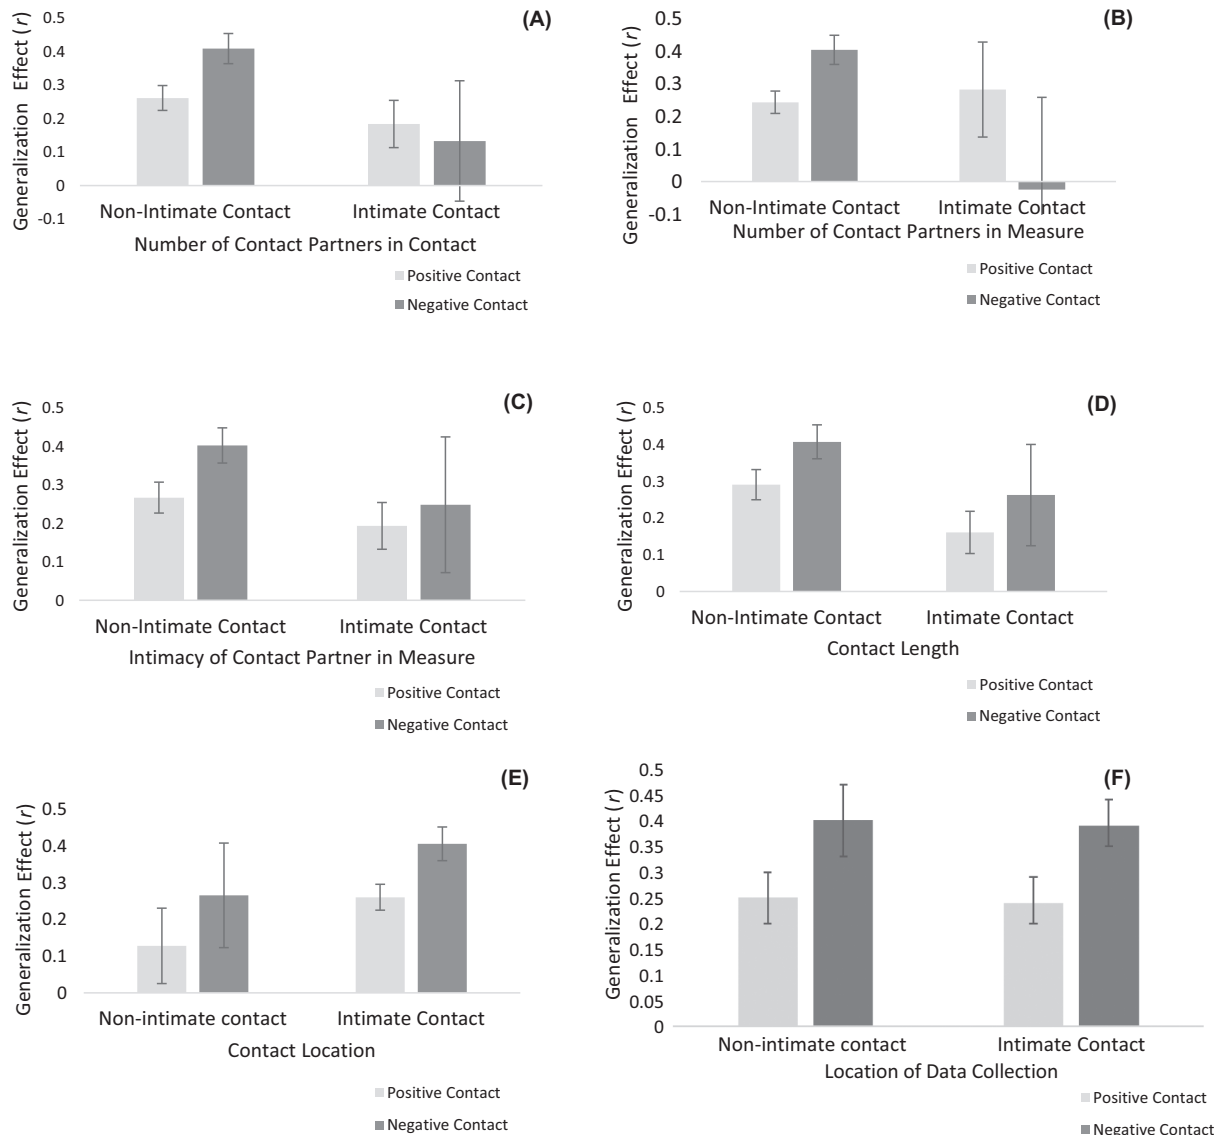 (A)
Generalization Effect (r)
0.5
0.4
0.3
0.2
0.1
0
-0.1
Non-Intimate Contact Intimate Contact
Number of Contact Partners in Contact
Positive Contact
Negative Contact
(B)
Generalization Effect (r)
0.5
0.4
0.3
0.2
0.1
0
-0.1
Non-Intimate Contact Intimate Contact
Number of Contact Partners in Measure
Positive Contact
Negative Contact
(C)
Generalization Effect (r)
0.5
0.4
0.3
0.2
0.1
0
Non-Intimate Contact Intimate Contact
Intimacy of Contact Partner in Measure
Positive Contact
Negative Contact
(D)
Generalization Effect (r)
0.5
0.4
0.3
0.2
0.1
0
Non-Intimate Contact Intimate Contact
Contact Length
Positive Contact
Negative Contact
(E)
Generalization Effect (r)
0.5
0.4
0.3
0.2
0.1
0
Non-intimate contact Intimate Contact
Contact Location
Positive Contact
Negative Contact
(F)
Generalization Effect (r)
0.5
0.45
0.4
0.35
0.3
0.25
0.2
0.15
0.1
0.05
0
Non-intimate contact Intimate Contact
Location of Data Collection
Positive Contact
Negative Contact